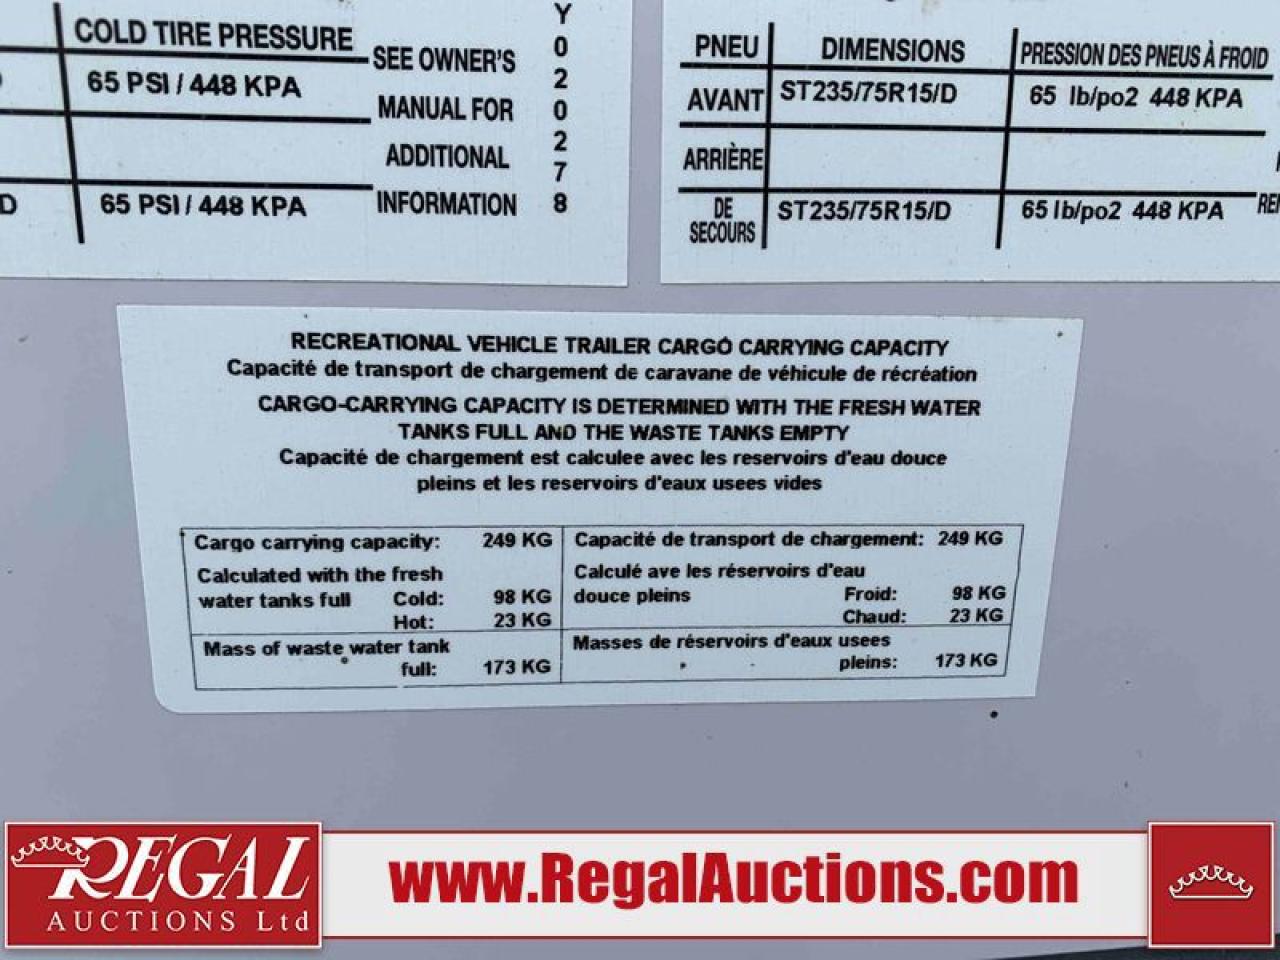 COLD TIRE PRESSURE
65 PSI / 448 KPA
D 65 PSI / 448 KPA
SEE OWNER'S
MANUAL FOR
ADDITIONAL
INFORMATION
Y020278
PNEU DIMENSIONS PRESSION DES PNEUS À FROID
AVANT ST235/75R15/D 65 lb/po2 448 KPA
ARRIÈRE
DE SECOURS ST235/75R15/D 65 lb/po2 448 KPA
RECREATIONAL VEHICLE TRAILER CARGO CARRYING CAPACITY
Capacité de transport de chargement de caravane de véhicule de récréation
CARGO-CARRYING CAPACITY IS DETERMINED WITH THE FRESH WATER
TANKS FULL AND THE WASTE TANKS EMPTY
Capacité de chargement est calculee avec les reservoirs d'eau douce
pleins et les reservoirs d'eaux usees vides
Cargo carrying capacity: 249 KG
Calculated with the fresh
water tanks full Cold: 98 KG
Hot: 23 KG
Mass of waste water tank
full: 173 KG
Capacité de transport de chargement: 249 KG
Calculé ave les réservoirs d'eau
douce pleins Froid: 98 KG
Chaud: 23 KG
Masses de réservoirs d'eaux usees
pleins: 173 KG
REGAL
AUCTIONS Ltd
www.RegalAuctions.com